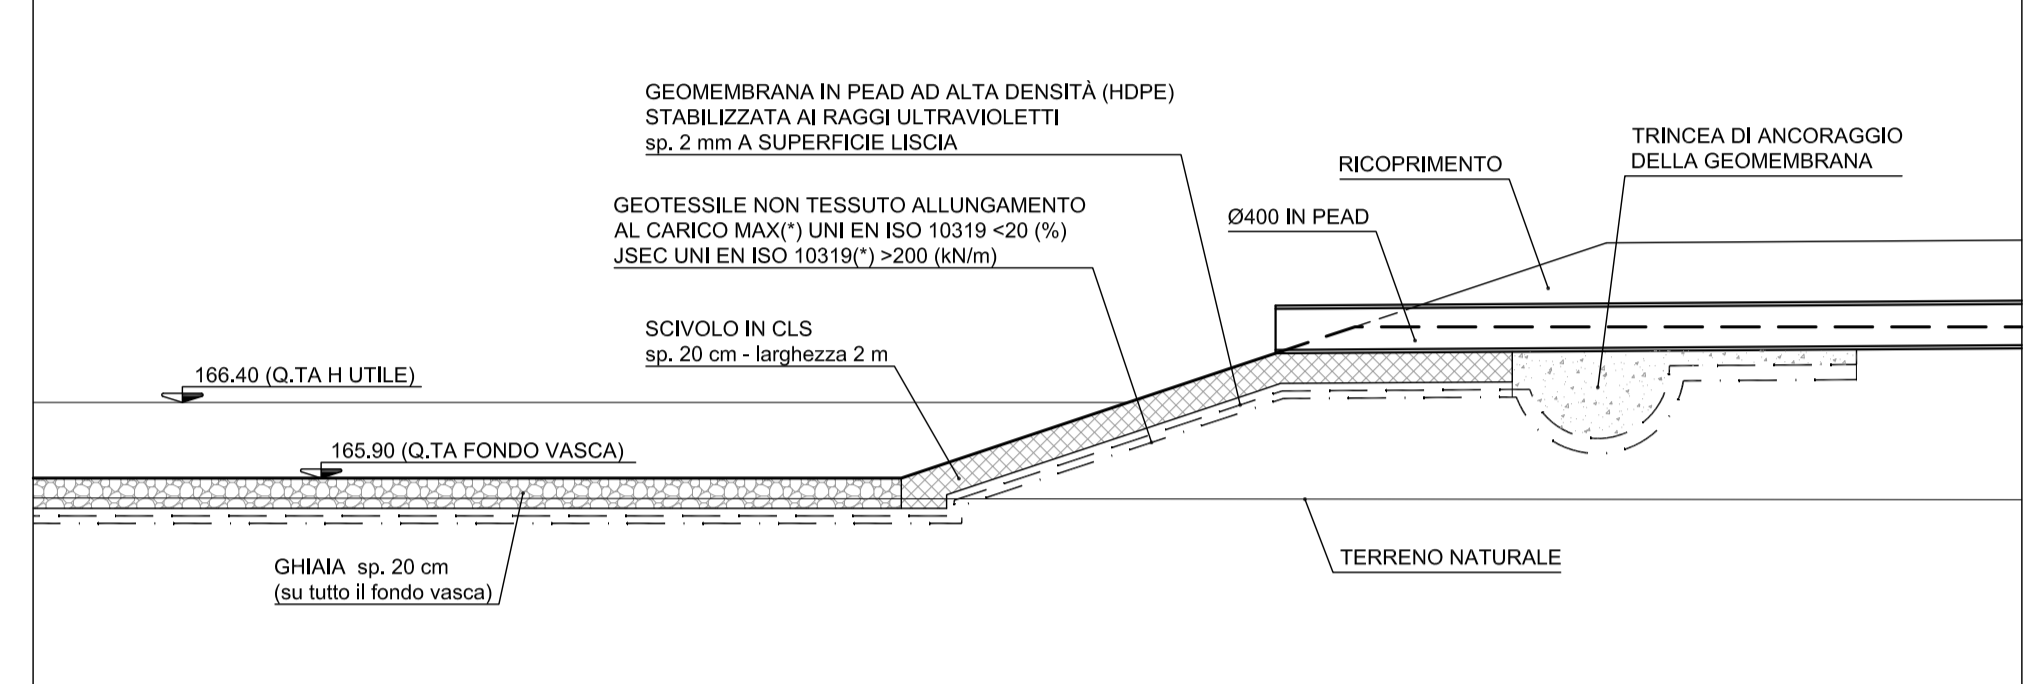 GEOMEMBRANA IN PEAD AD ALTA DENSITÀ (HDPE)
STABILIZZATA AI RAGGI ULTRAVIOLETTI
sp. 2 mm A SUPERFICIE LISCIA
TRINCEA DI ANCORAGGIO
DELLA GEOMEMBRANA
RICOPRIMENTO
GEOTESSILE NON TESSUTO ALLUNGAMENTO
AL CARICO MAX(*) UNI EN ISO 10319 <20 (%)
JSEC UNI EN ISO 10319(*) >200 (kN/m)
Ø400 IN PEAD
SCIVOLO IN CLS
sp. 20 cm - larghezza 2 m
166.40 (Q.TA H UTILE)
165.90 (Q.TA FONDO VASCA)
GHIAIA sp. 20 cm
(su tutto il fondo vasca)
TERRENO NATURALE